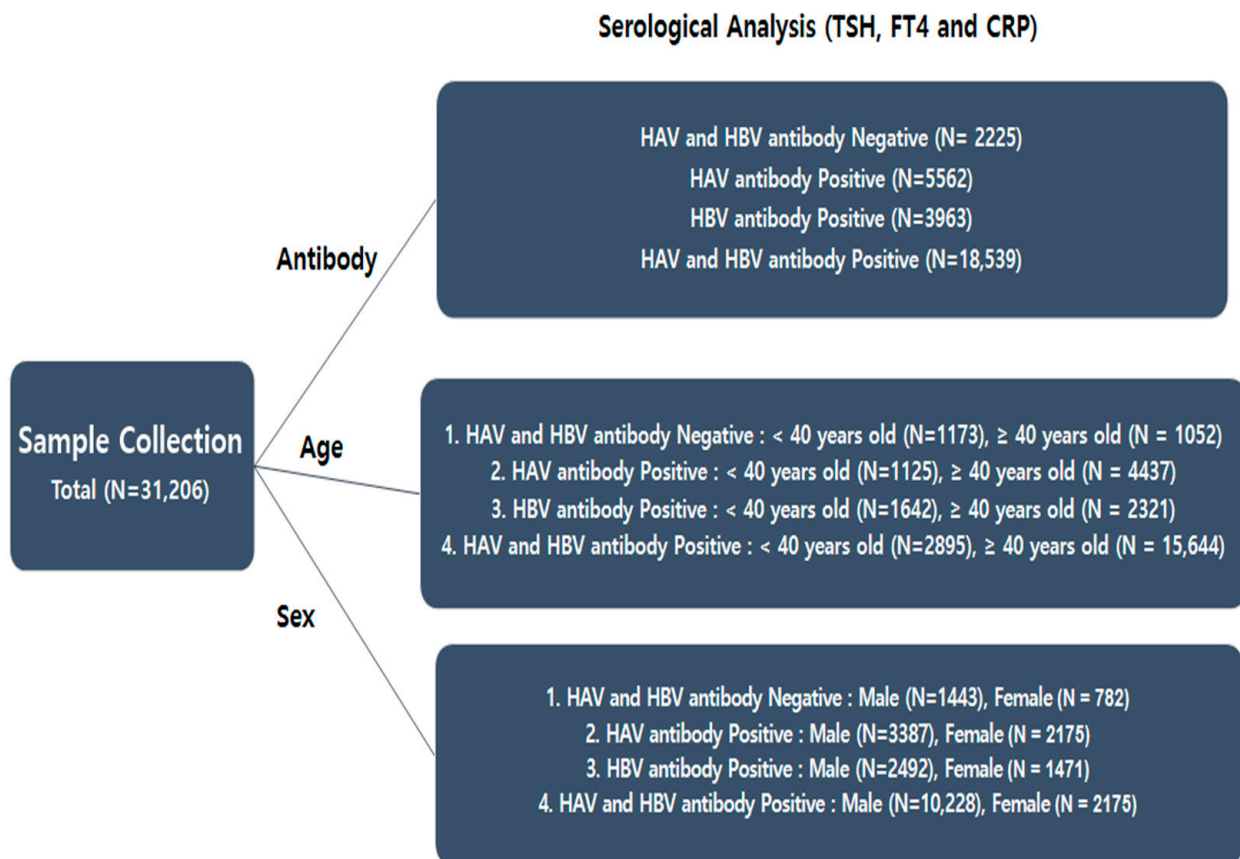 Serological Analysis (TSH, FT4 and CRP)
HAV and HBV antibody Negative (N= 2225)
HAV antibody Positive (N=5562)
HBV antibody Positive (N=3963)
HAV and HBV antibody Positive (N=18,539)
Antibody
Sample Collection
Total (N=31,206)
Age
1. HAV and HBV antibody Negative : < 40 years old (N=1173), ≥ 40 years old (N = 1052)
2. HAV antibody Positive : < 40 years old (N=1125), ≥ 40 years old (N = 4437)
3. HBV antibody Positive : < 40 years old (N=1642), ≥ 40 years old (N = 2321)
4. HAV and HBV antibody Positive : < 40 years old (N=2895), ≥ 40 years old (N = 15,644)
Sex
1. HAV and HBV antibody Negative : Male (N=1443), Female (N = 782)
2. HAV antibody Positive : Male (N=3387), Female (N = 2175)
3. HBV antibody Positive : Male (N=2492), Female (N = 1471)
4. HAV and HBV antibody Positive : Male (N=10,228), Female (N = 2175)